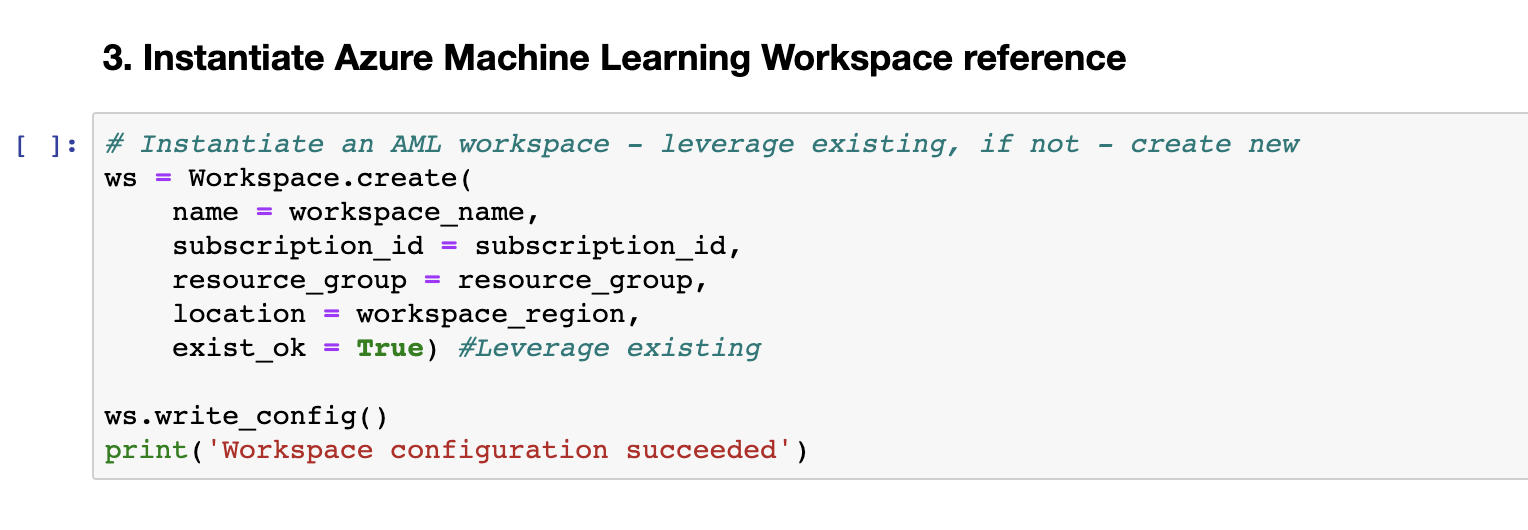 3. Instantiate Azure Machine Learning Workspace reference
[ ]: # Instantiate an AML workspace – leverage existing, if not – create new
ws = Workspace.create(
    name = workspace_name,
    subscription_id = subscription_id,
    resource_group = resource_group,
    location = workspace_region,
    exist_ok = True) #Leverage existing

ws.write_config()
print('Workspace configuration succeeded')